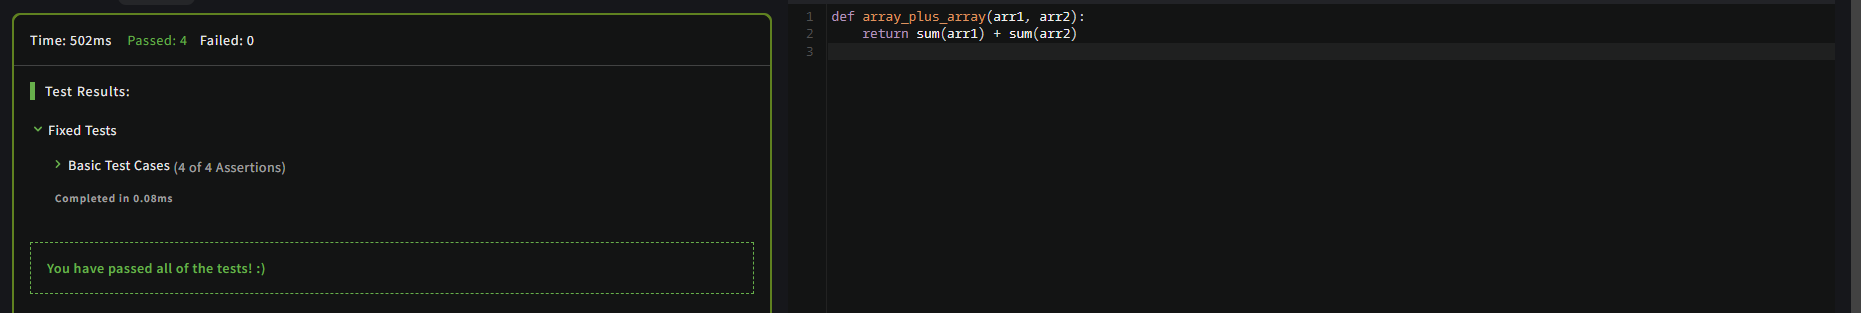 Time: 502ms Passed: 4 Failed: 0
Test Results:
Fixed Tests
Basic Test Cases (4 of 4 Assertions)
Completed in 0.08ms
You have passed all of the tests! :)
1 def array_plus_array(arr1, arr2):
2     return sum(arr1) + sum(arr2)
3